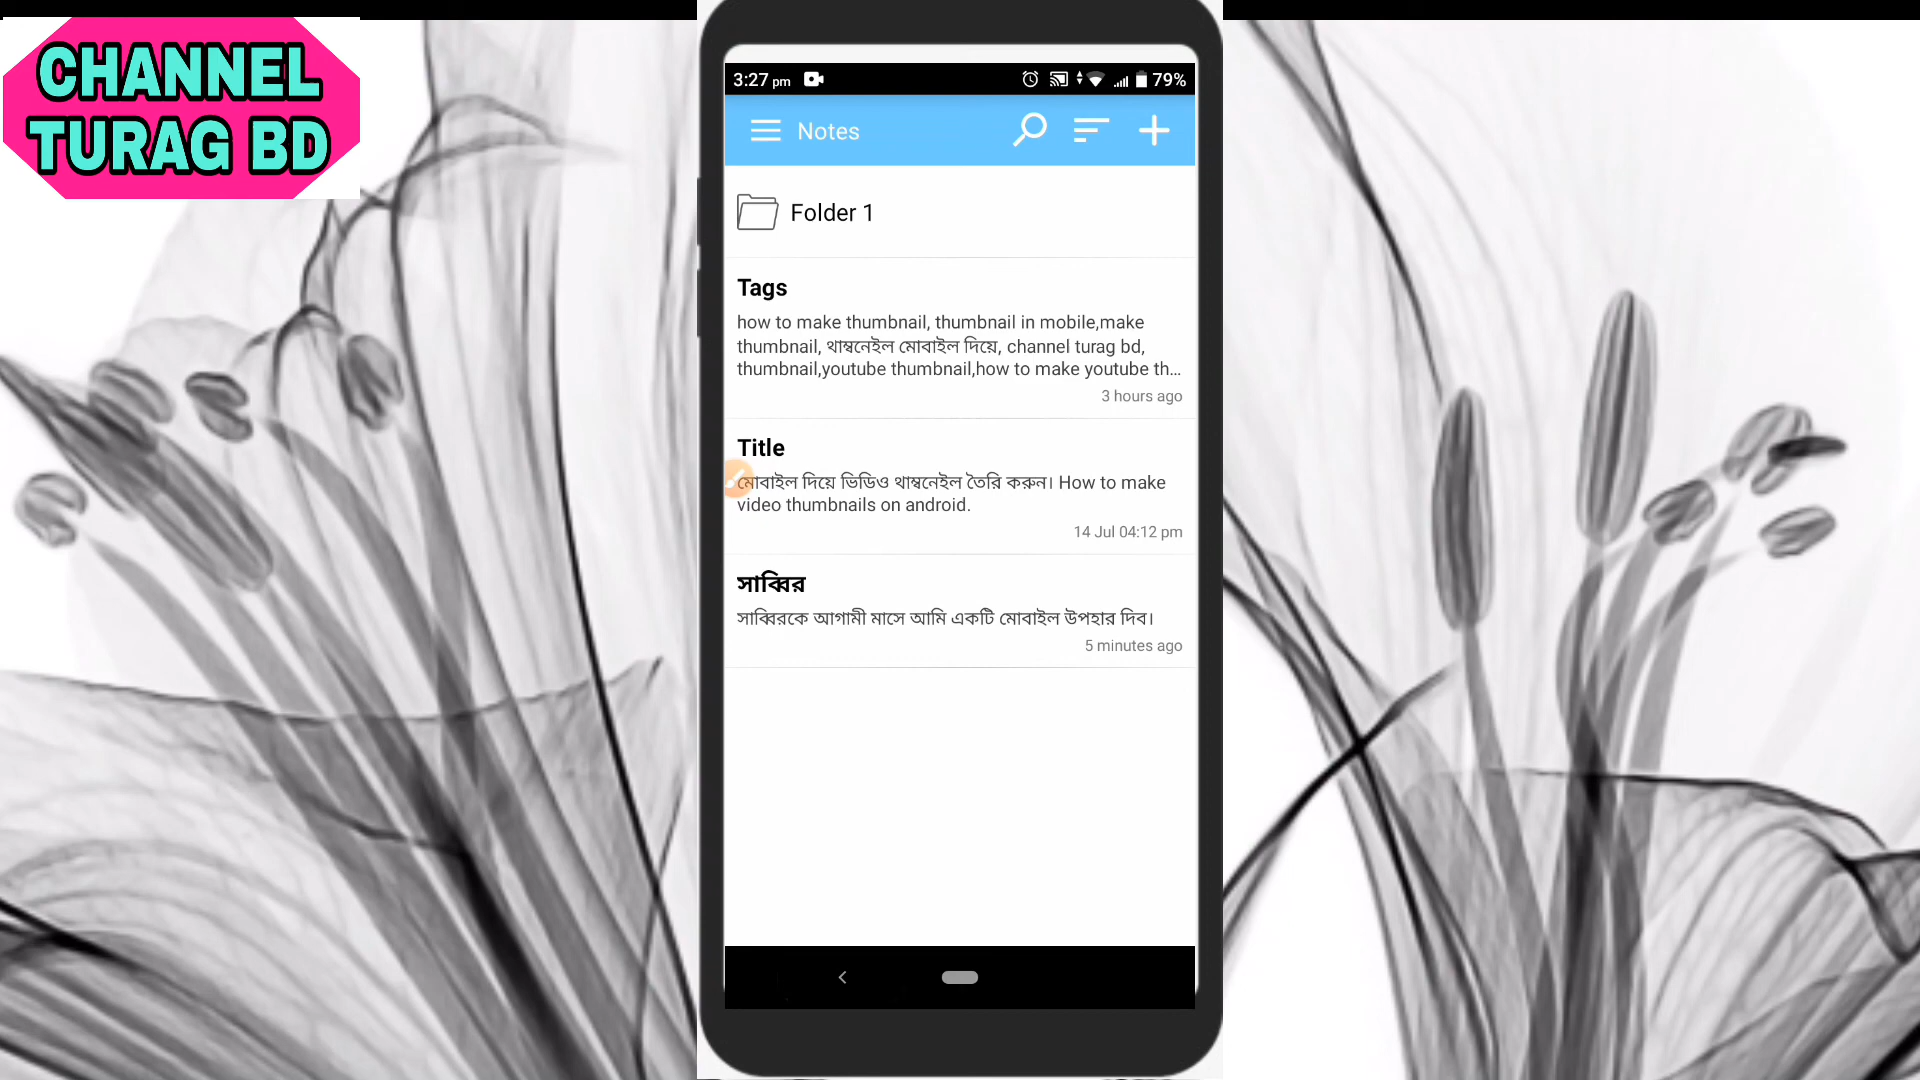 CHANNEL
TURAG BD
3:27 pm
79%
Notes
Folder 1
Tags
how to make thumbnail, thumbnail in mobile,make
thumbnail, থাম্বনেইল মোবাইল দিয়ে, channel turag bd,
thumbnail,youtube thumbnail,how to make youtube th...
3 hours ago
Title
মোবাইল দিয়ে ভিডিও থাম্বনেইল তৈরি করুন। How to make
video thumbnails on android.
14 Jul 04:12 pm
সাব্বির
সাব্বিরকে আগামী মাসে আমি একটি মোবাইল উপহার দিব।
5 minutes ago